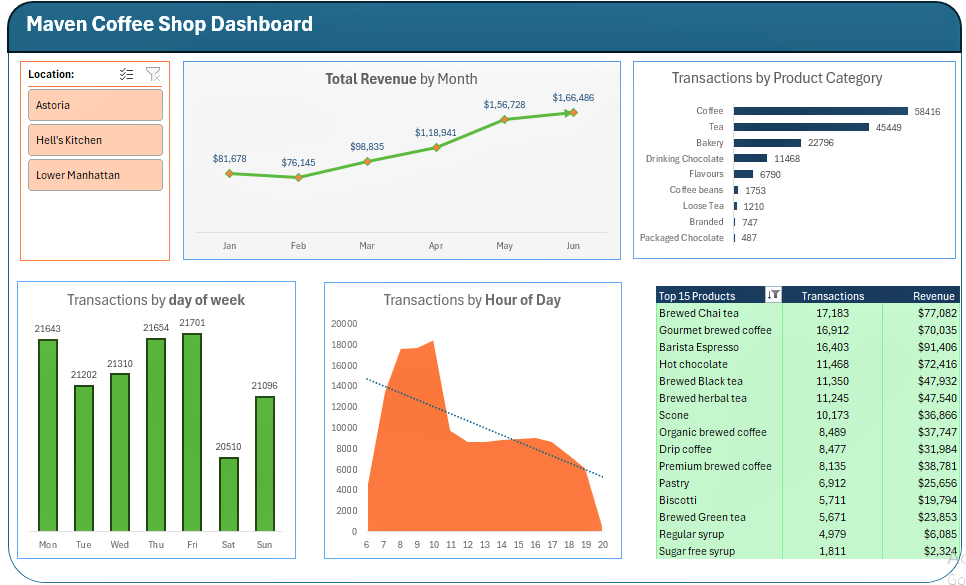 Maven Coffee Shop Dashboard
Location:
Astoria
Hell's Kitchen
Lower Manhattan
Total Revenue by Month
$81,678
$76,145
$98,835
$1,18,941
$1,56,728
$1,66,486
Jan Feb Mar Apr May Jun
Transactions by Product Category
Coffee 58416
Tea 45449
Bakery 22796
Drinking Chocolate 11468
Flavours 6790
Coffee beans 1753
Loose Tea 1210
Branded 747
Packaged Chocolate 487
Transactions by day of week
21643 21202 21310 21654 21701 20510 21096
Mon Tue Wed Thu Fri Sat Sun
Transactions by Hour of Day
20000
18000
16000
14000
12000
10000
8000
6000
4000
2000
0
6 7 8 9 10 11 12 13 14 15 16 17 18 19 20
Top 15 Products Transactions Revenue
Brewed Chai tea 17,183 $77,082
Gourmet brewed coffee 16,912 $70,035
Barista Espresso 16,403 $91,406
Hot chocolate 11,468 $72,416
Brewed Black tea 11,350 $47,932
Brewed herbal tea 11,245 $47,540
Scone 10,173 $36,866
Organic brewed coffee 8,489 $37,747
Drip coffee 8,477 $31,984
Premium brewed coffee 8,135 $38,781
Pastry 6,912 $25,656
Biscotti 5,711 $19,794
Brewed Green tea 5,671 $23,853
Regular syrup 4,979 $6,085
Sugar free syrup 1,811 $2,324